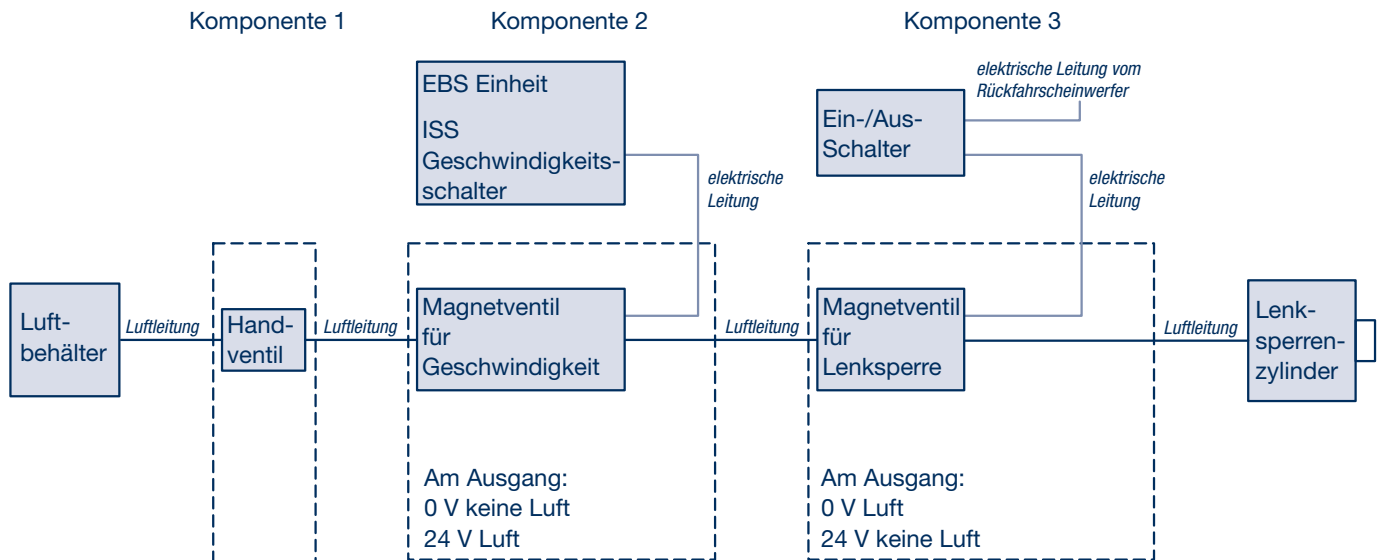 Komponente 1
Komponente 2
Komponente 3
EBS Einheit
ISS
Geschwindigkeits-
schalter
elektrische
Leitung
Ein-/Aus-
Schalter
elektrische Leitung vom
Rückfahrscheinwerfer
elektrische
Leitung
Luft-
behälter
Luftleitung
Hand-
ventil
Luftleitung
Magnetventil
für
Geschwindigkeit
Luftleitung
Magnetventil
für
Lenksperre
Luftleitung
Lenk-
sperren-
zylinder
Am Ausgang:
0 V keine Luft
24 V Luft
Am Ausgang:
0 V Luft
24 V keine Luft